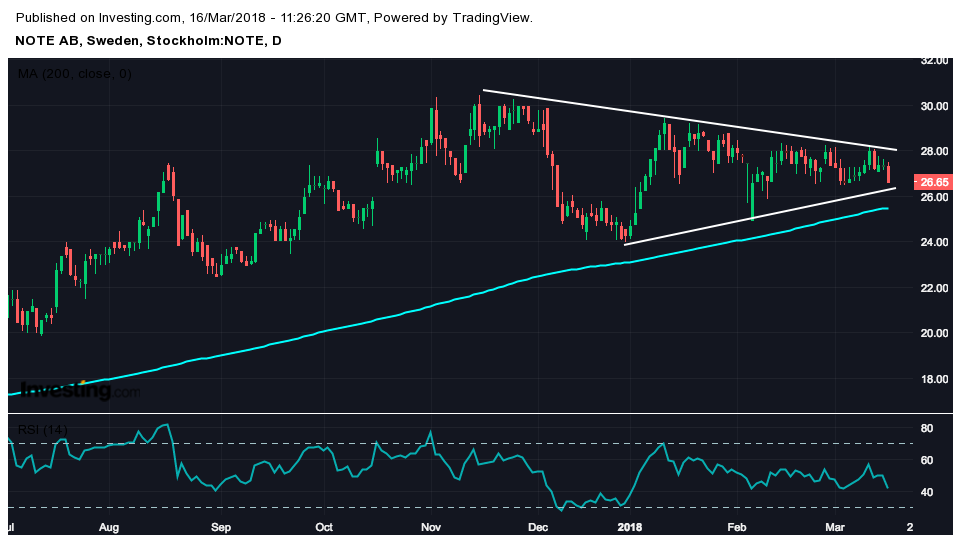 Published on Investing.com, 16/Mar/2018 - 11:26:20 GMT, Powered by TradingView.
NOTE AB, Sweden, Stockholm:NOTE, D
MA (200, close, 0)
32.00
30.00
28.00
26.65
26.00
24.00
22.00
20.00
18.00
Investing.com
RSI (14)
80
60
40
Aug Sep Oct Nov Dec 2018 Feb Mar 2